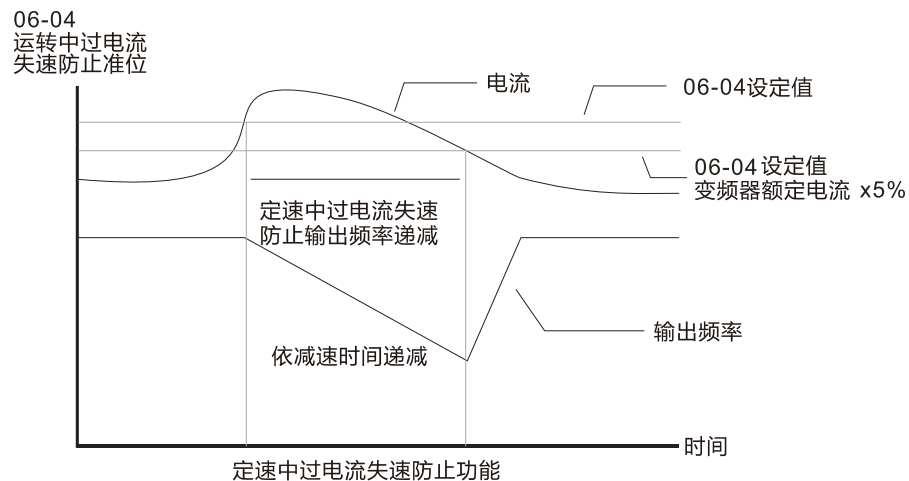 06-04
运转中过电流
失速防止准位
电流
06-04设定值
06-04 设定值
变频器额定电流 x5%
定速中过电流失速
防止输出频率递减
输出频率
依减速时间递减
时间
定速中过电流失速防止功能